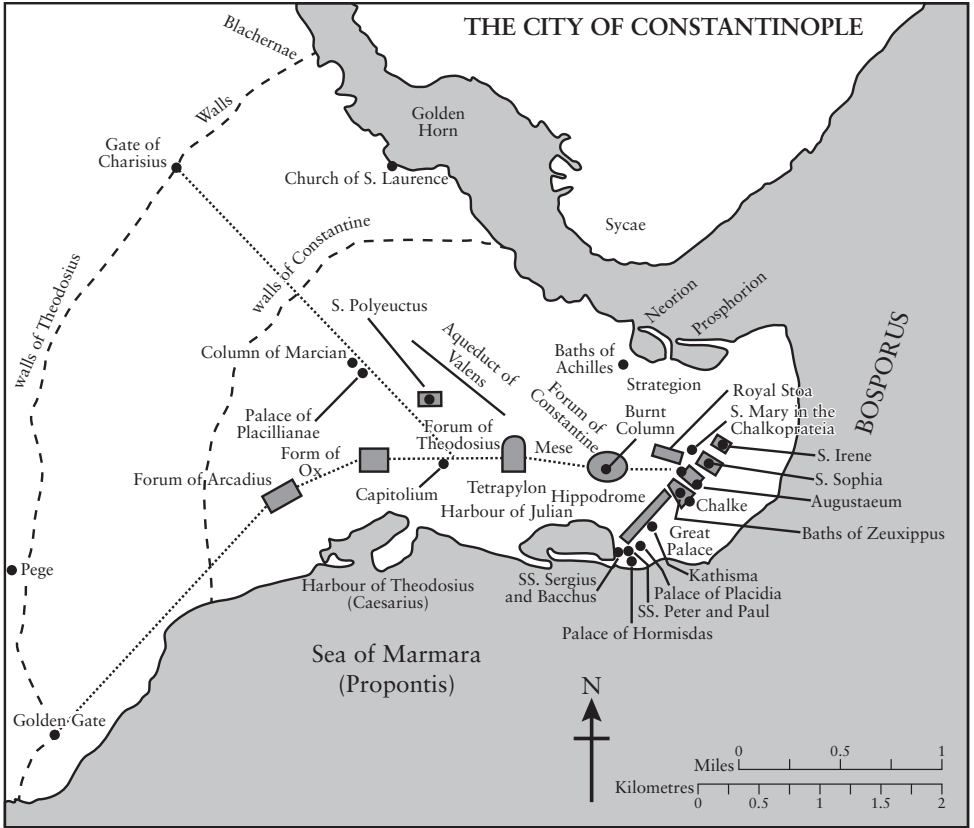 THE CITY OF CONSTANTINOPLE
Blachernae
Walls
Golden
Horn
Gate of
Charisius
Church of S. Laurence
Sycae
walls of Constantine
walls of Theodosius
S. Polyeuctus
Neorion
Prosphorion
BOSPORUS
Aqueduct of
Valens
Column of Marcian
Baths of
Achilles
Strategion
Forum of
Constantine
Royal Stoa
S. Mary in the
Chalkoprateia
Burnt
Column
Palace of
Placillianae
Forum of
Theodosius
Mese
S. Irene
Form of
Ox
Forum of Arcadius
S. Sophia
Capitolium
Tetrapylon
Hippodrome
Augustaeum
Harbour of Julian
Chalke
Great
Palace
Baths of Zeuxippus
Pege
Harbour of Theodosius
(Caesarius)
SS. Sergius
and Bacchus
Kathisma
Palace of Placidia
SS. Peter and Paul
Palace of Hormisdas
Sea of Marmara
(Propontis)
N
Golden Gate
0 0.5 1
Miles
Kilometres
0 0.5 1 1.5 2